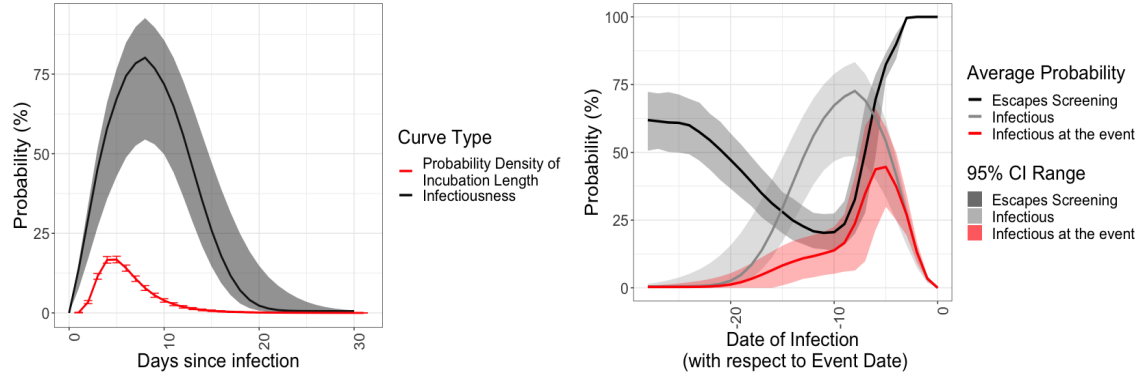 Probability (%)
75
50
25
0
0
10
20
30
Days since infection
Curve Type
Probability Density of
Incubation Length
Infectiousness
Probability (%)
100
75
50
25
0
-20
-10
0
Date of Infection
(with respect to Event Date)
Average Probability
Escapes Screening
Infectious
Infectious at the event
95% CI Range
Escapes Screening
Infectious
Infectious at the event